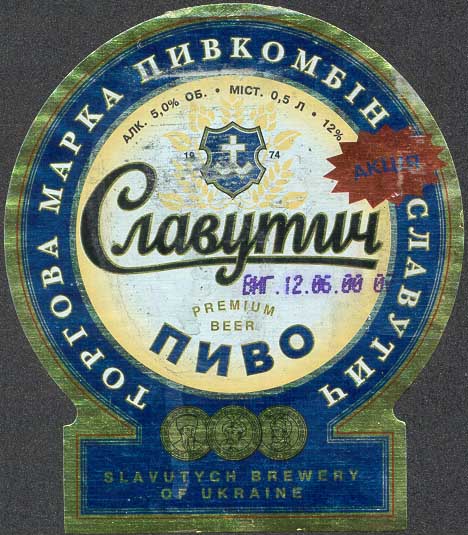 ТОРГОВА МАРКА ПИВКОМБІН СЛАВУТИЧ
АЛК. 5,0% ОБ. • МІСТ. 0,5 Л • 12%
19 74
АКЦІЯ
Славутич
ВИГ.12.06.00 0
PREMIUM
BEER
ПИВО
SLAVUTYCH BREWERY
OF UKRAINE